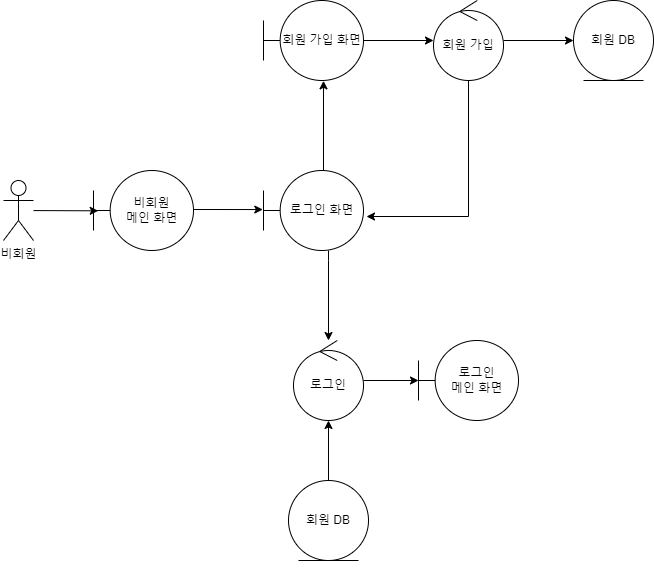 회원 가입 화면
회원 가입
회원 DB
비회원
메인 화면
로그인 화면
비회원
로그인
로그인
메인 화면
회원 DB